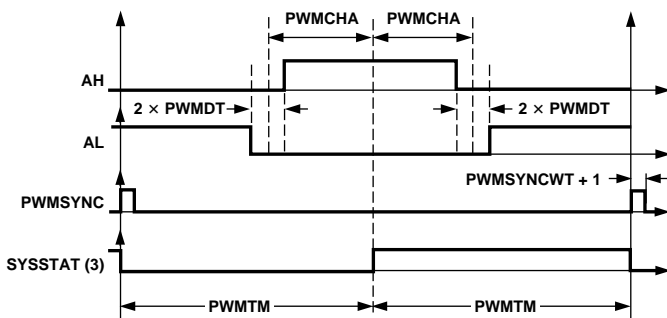 PWMCHA PWMCHA
AH
2 × PWMDT 2 × PWMDT
AL
PWMSYNCWT + 1
PWMSYNC
SYSSTAT (3)
PWMTM PWMTM